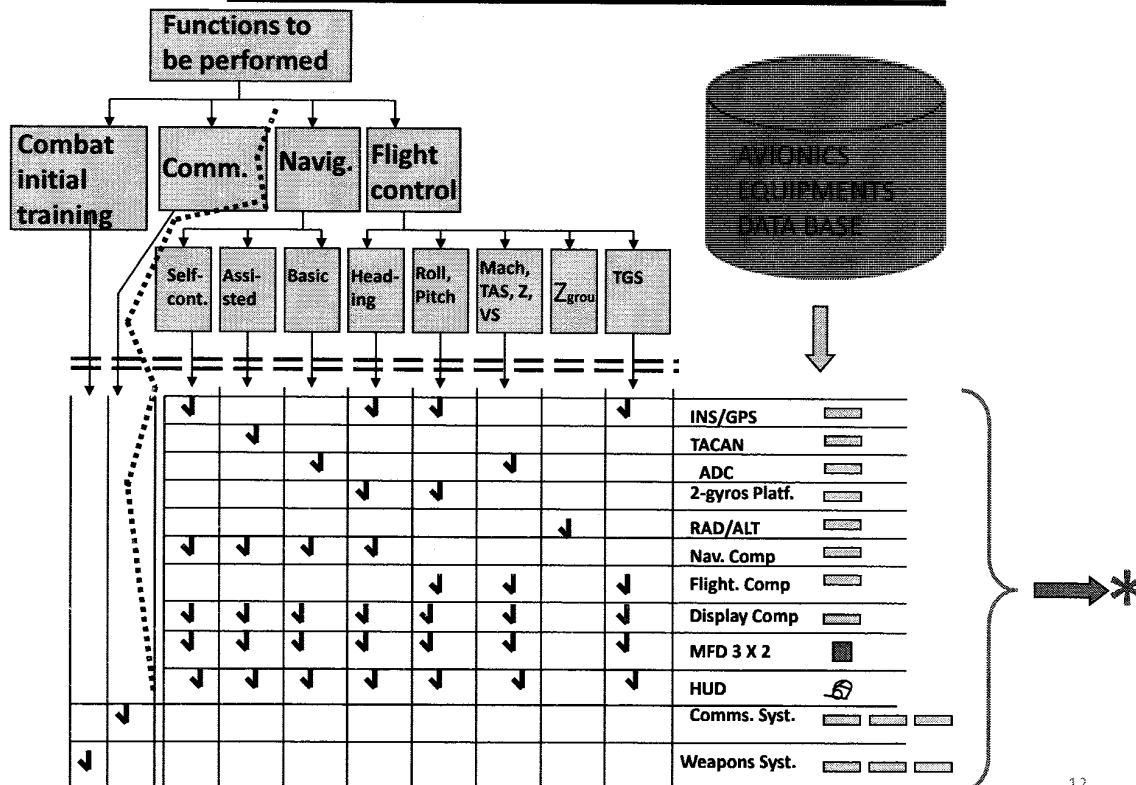 Functions to
be performed
Combat
initial
training
Comm.
Navig.
Flight
control
AVIONICS
EQUIPMENTS
DATA BASE
Self-
cont.
Assi-
sted
Basic
Head-
ing
Roll,
Pitch
Mach,
TAS, Z,
VS
Zgrou
TGS
INS/GPS
TACAN
ADC
2-gyros Platf.
RAD/ALT
Nav. Comp
Flight. Comp
Display Comp
MFD 3 X 2
HUD
Comms. Syst.
Weapons Syst.
*
12